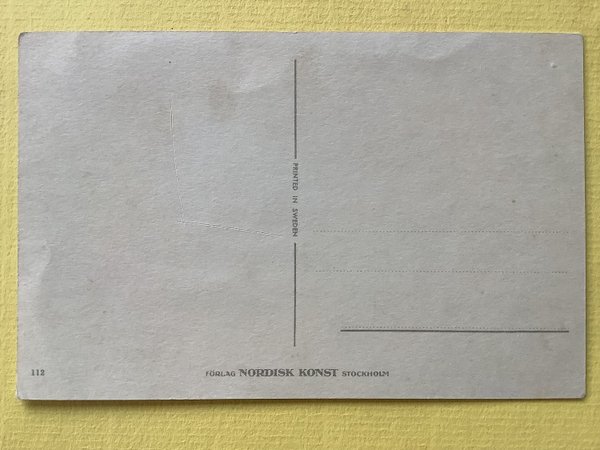 PRINTED IN SWEDEN
112
FÖRLAG NORDISK KONST STOCKHOLM